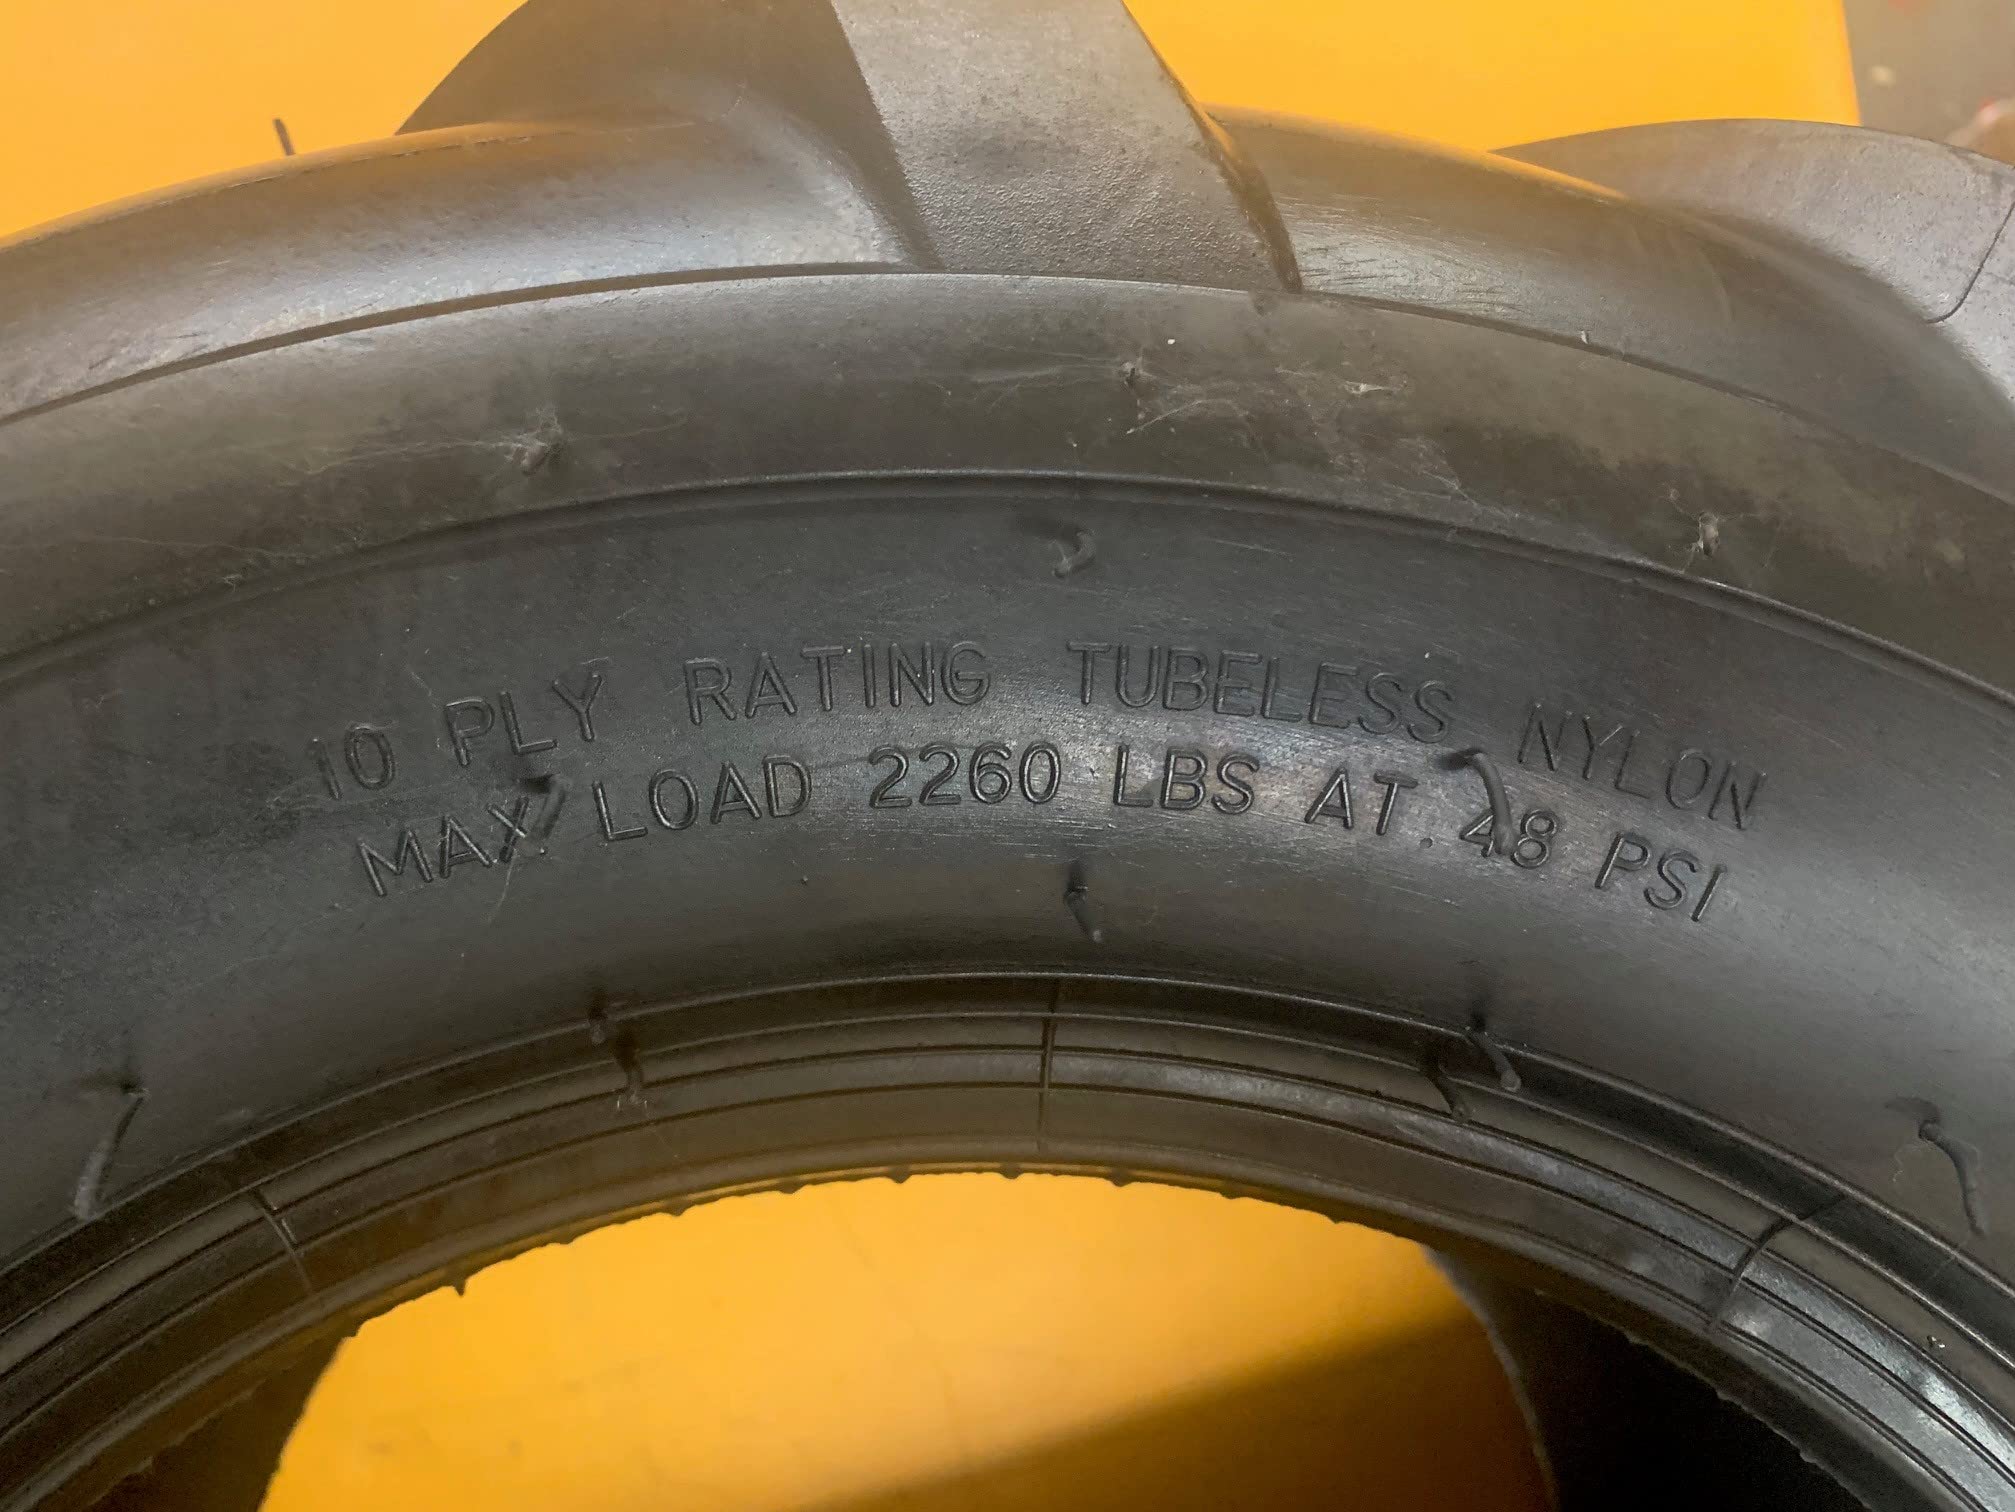 10 PLY RATING TUBELESS NYLON
MAX LOAD 2260 LBS AT 48 PSI